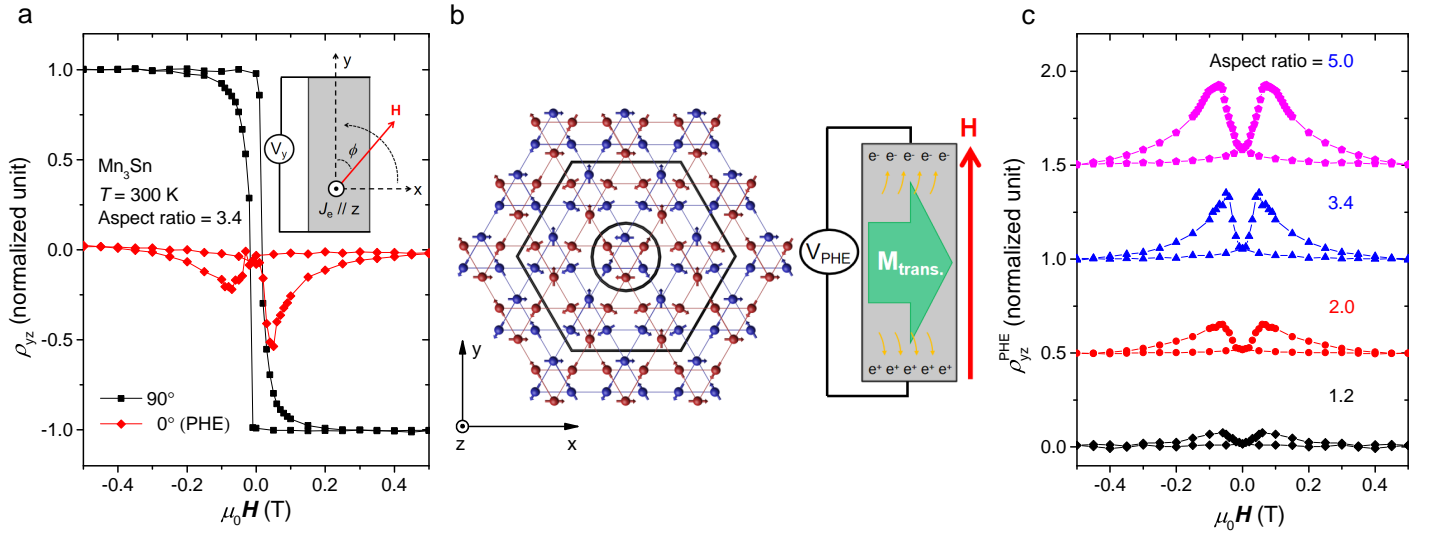 a
ρyz (normalized unit)
1.0
0.5
0.0
-0.5
-1.0
Mn3Sn
T = 300 K
Aspect ratio = 3.4
y
H
Vy
ϕ
x
Je // z
90°
0° (PHE)
-0.4 -0.2 0.0 0.2 0.4
μ0H (T)
b
y
z
x
H
e- e- e- e- e-
VPHE
Mtrans.
e+ e+ e+ e+ e+
c
ρyzPHE (normalized unit)
2.0
1.5
1.0
0.5
0.0
Aspect ratio = 5.0
3.4
2.0
1.2
-0.4 -0.2 0.0 0.2 0.4
μ0H (T)